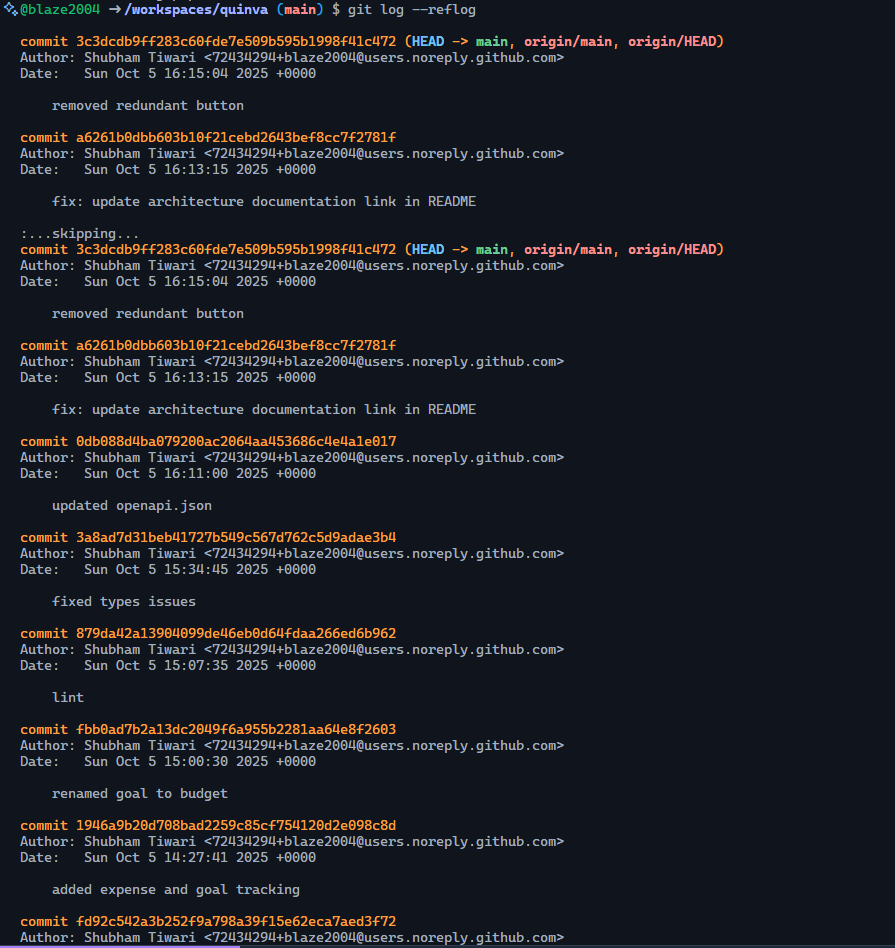 @blaze2004 ➜ /workspaces/quinva (main) $ git log --reflog
commit 3c3dcdb9ff283c60fde7e509b595b1998f41c472 (HEAD -> main, origin/main, origin/HEAD)
Author: Shubham Tiwari <72434294+blaze2004@users.noreply.github.com>
Date:   Sun Oct 5 16:15:04 2025 +0000
removed redundant button
commit a6261b0dbb603b10f21cebd2643bef8cc7f2781f
Author: Shubham Tiwari <72434294+blaze2004@users.noreply.github.com>
Date:   Sun Oct 5 16:13:15 2025 +0000
fix: update architecture documentation link in README
:...skipping...
commit 3c3dcdb9ff283c60fde7e509b595b1998f41c472 (HEAD -> main, origin/main, origin/HEAD)
Author: Shubham Tiwari <72434294+blaze2004@users.noreply.github.com>
Date:   Sun Oct 5 16:15:04 2025 +0000
removed redundant button
commit a6261b0dbb603b10f21cebd2643bef8cc7f2781f
Author: Shubham Tiwari <72434294+blaze2004@users.noreply.github.com>
Date:   Sun Oct 5 16:13:15 2025 +0000
fix: update architecture documentation link in README
commit 0db088d4ba079200ac2064aa453686c4e4a1e017
Author: Shubham Tiwari <72434294+blaze2004@users.noreply.github.com>
Date:   Sun Oct 5 16:11:00 2025 +0000
updated openapi.json
commit 3a8ad7d31beb41727b549c567d762c5d9adae3b4
Author: Shubham Tiwari <72434294+blaze2004@users.noreply.github.com>
Date:   Sun Oct 5 15:34:45 2025 +0000
fixed types issues
commit 879da42a13904099de46eb0d64fdaa266ed6b962
Author: Shubham Tiwari <72434294+blaze2004@users.noreply.github.com>
Date:   Sun Oct 5 15:07:35 2025 +0000
lint
commit fbb0ad7b2a13dc2049f6a955b2281aa64e8f2603
Author: Shubham Tiwari <72434294+blaze2004@users.noreply.github.com>
Date:   Sun Oct 5 15:00:30 2025 +0000
renamed goal to budget
commit 1946a9b20d708bad2259c85cf754120d2e098c8d
Author: Shubham Tiwari <72434294+blaze2004@users.noreply.github.com>
Date:   Sun Oct 5 14:27:41 2025 +0000
added expense and goal tracking
commit fd92c542a3b252f9a798a39f15e62eca7aed3f72
Author: Shubham Tiwari <72434294+blaze2004@users.noreply.github.com>